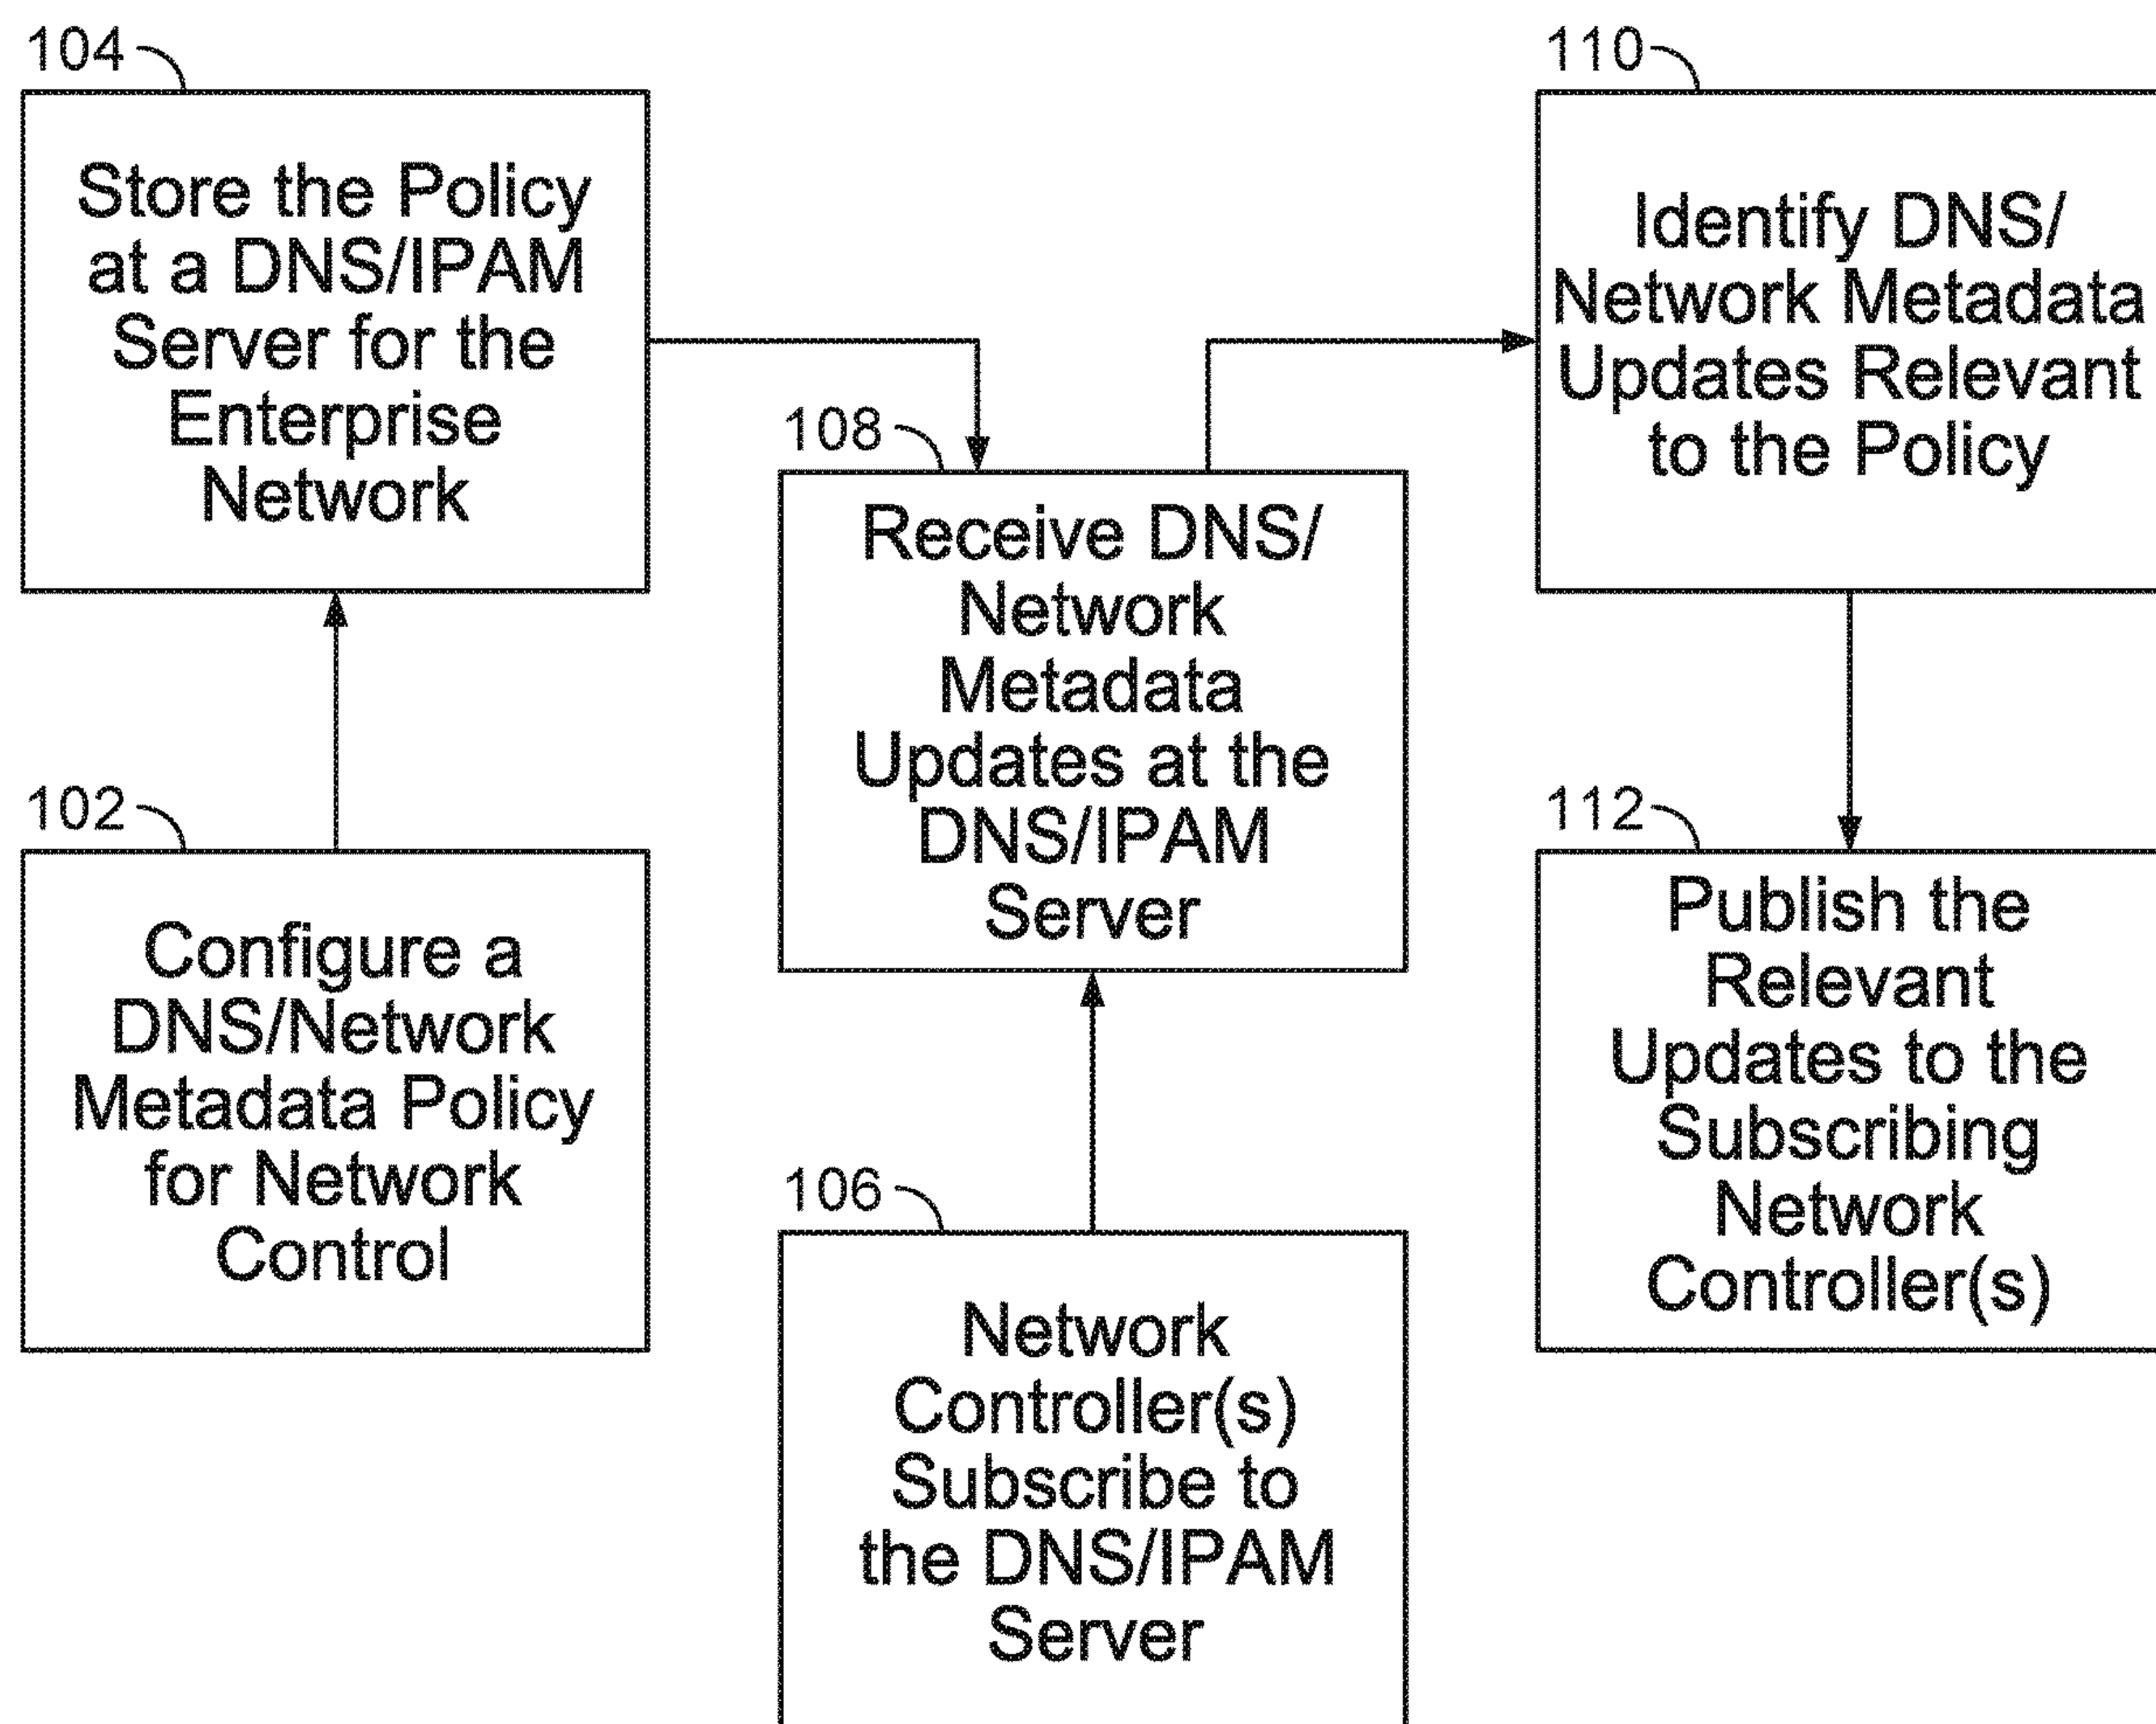 104
Store the Policy
at a DNS/IPAM
Server for the
Enterprise
Network
102
Configure a
DNS/Network
Metadata Policy
for Network
Control
108
Receive DNS/
Network
Metadata
Updates at the
DNS/IPAM
Server
106
Network
Controller(s)
Subscribe to
the DNS/IPAM
Server
110
Identify DNS/
Network Metadata
Updates Relevant
to the Policy
112
Publish the
Relevant
Updates to the
Subscribing
Network
Controller(s)